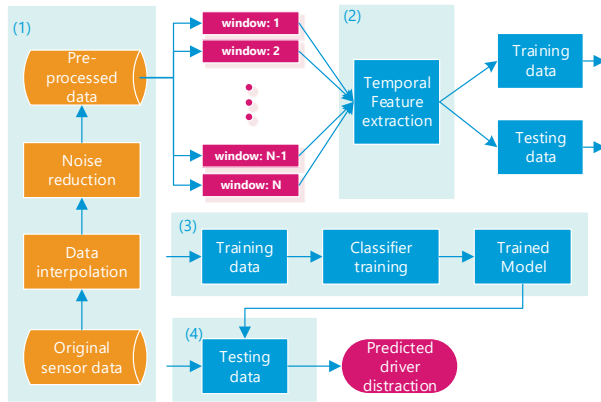 (1)
Pre-
processed
data
Noise
reduction
Data
interpolation
Original
sensor data
window: 1
window: 2
window: N-1
window: N
(2)
Temporal
Feature
extraction
Training
data
Testing
data
(3)
Training
data
Classifier
training
Trained
Model
(4)
Testing
data
Predicted
driver
distraction